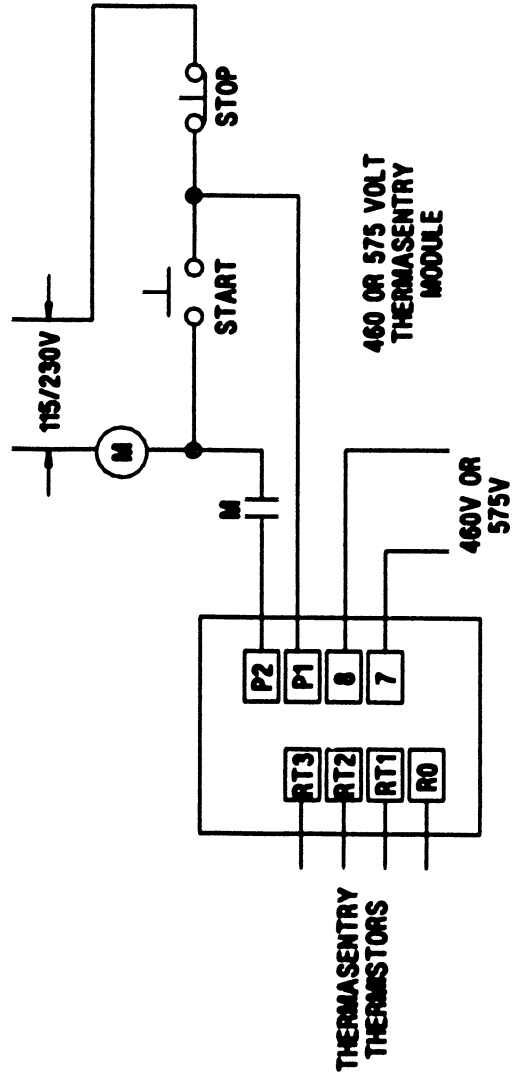 115/230V
M
M
START
STOP
P2
RT3
P1
RT2
8
RT1
7
R0
THERMASENTRY
THERMISTORS
460 OR 575 VOLT
THERMASENTRY
MODULE
460V OR
575V